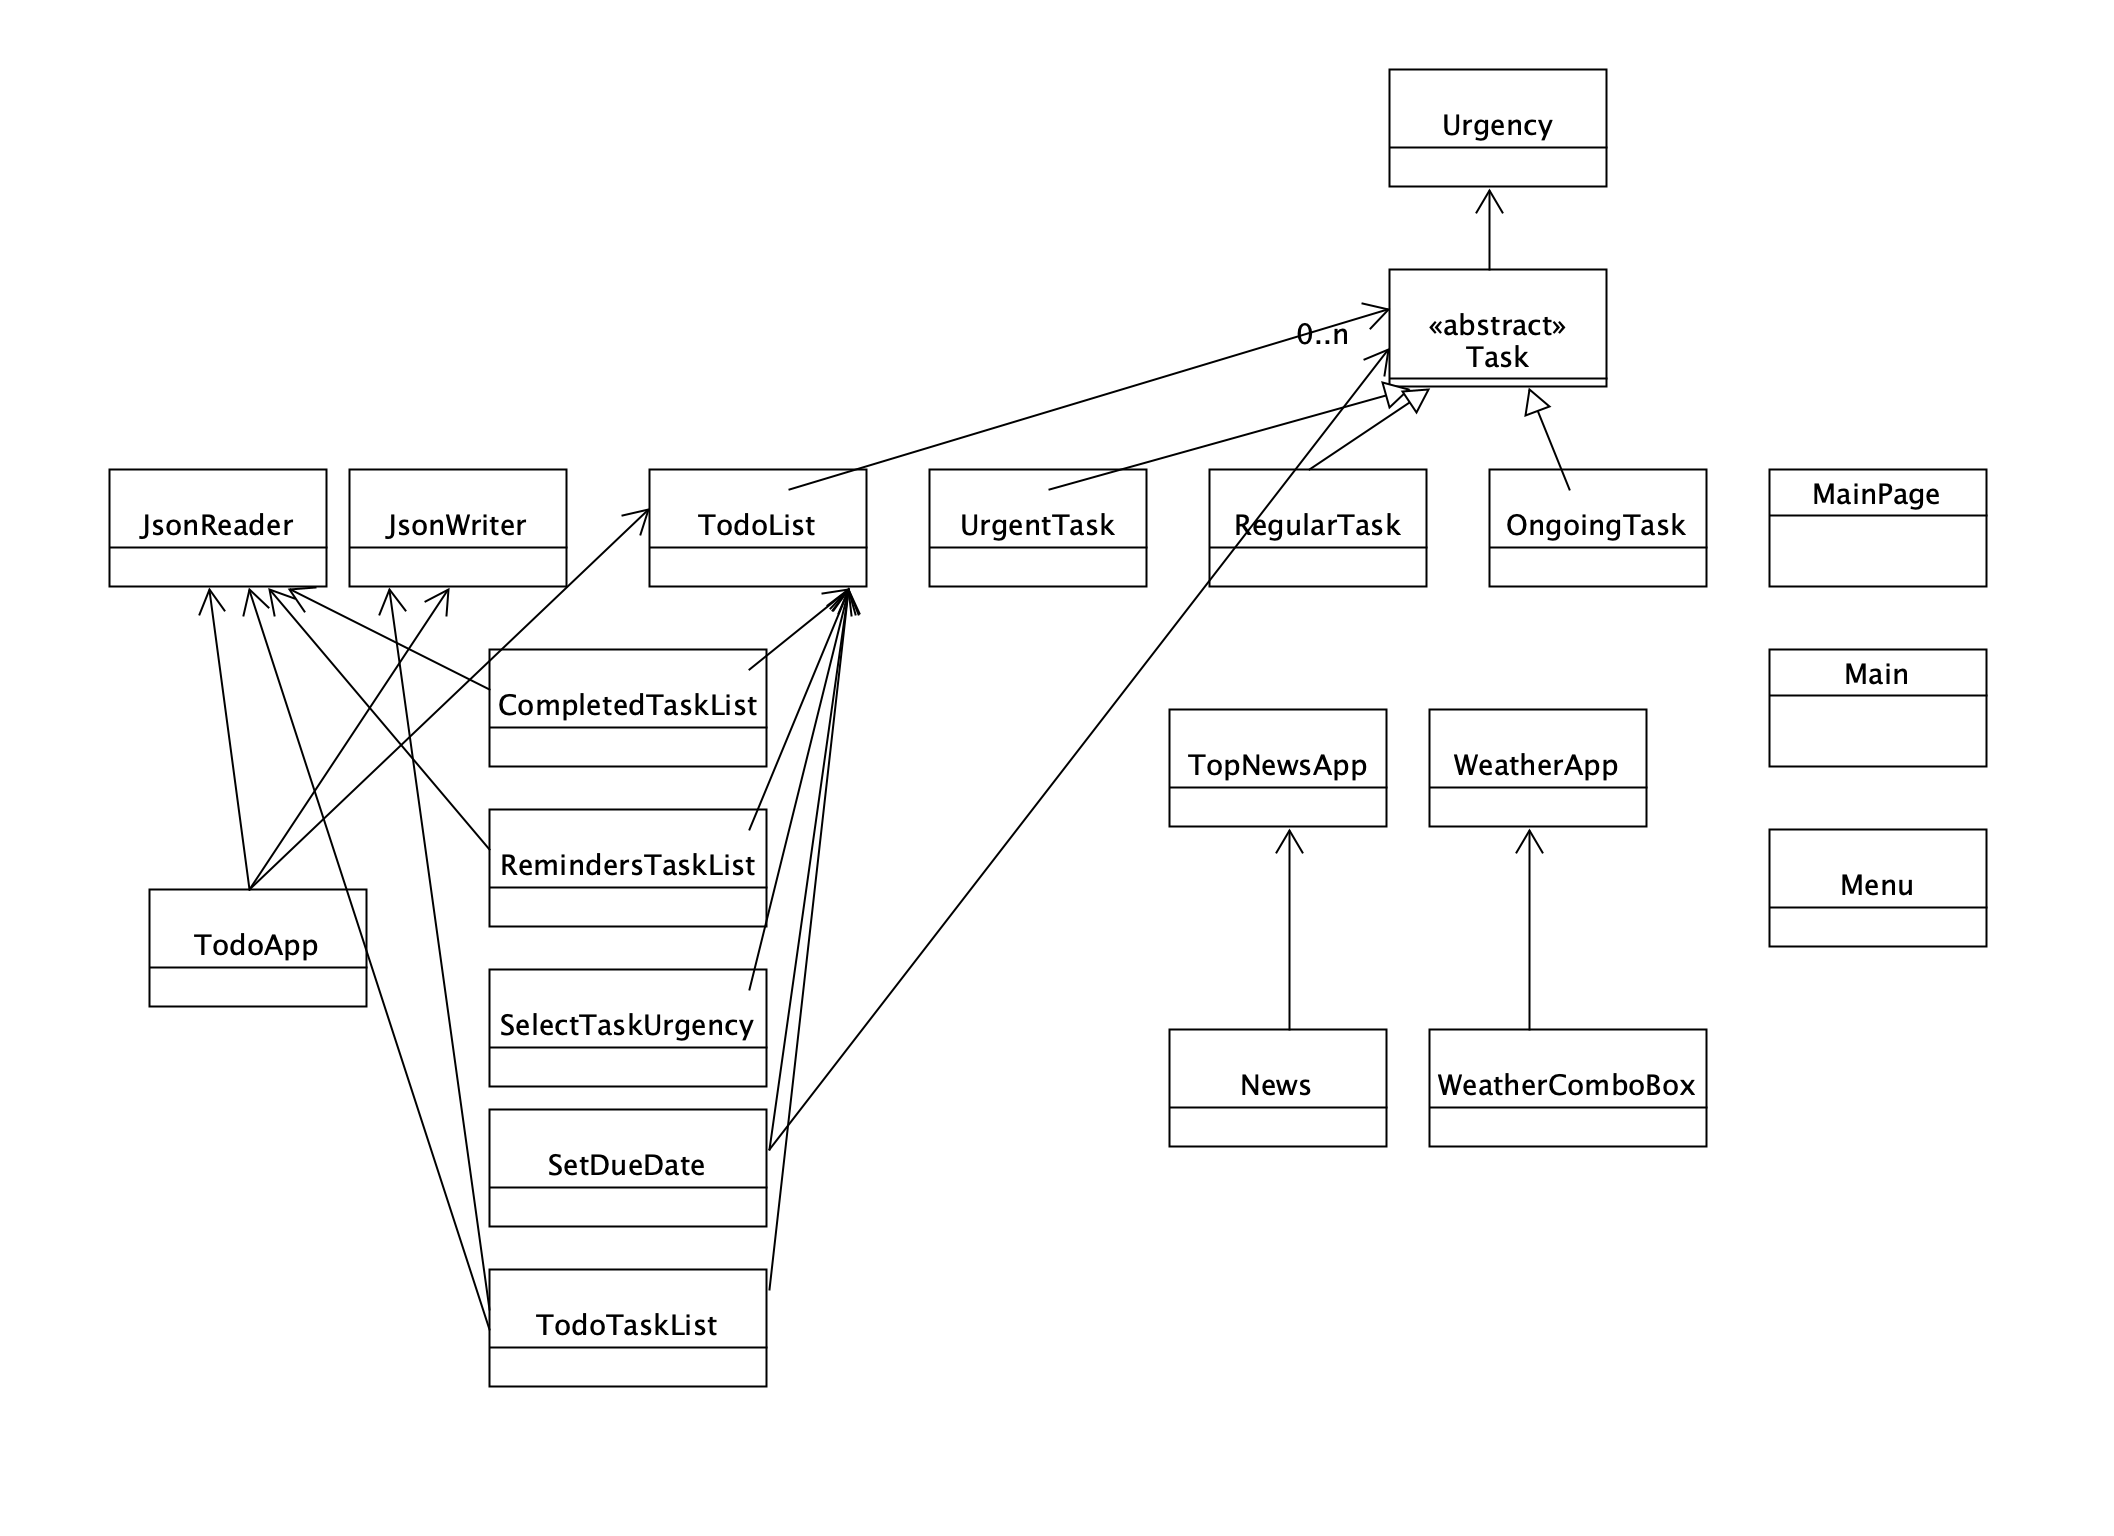 Urgency
«abstract»
Task
0..n
JsonReader
JsonWriter
TodoList
UrgentTask
RegularTask
OngoingTask
MainPage
CompletedTaskList
Main
TopNewsApp
WeatherApp
RemindersTaskList
Menu
TodoApp
SelectTaskUrgency
News
WeatherComboBox
SetDueDate
TodoTaskList